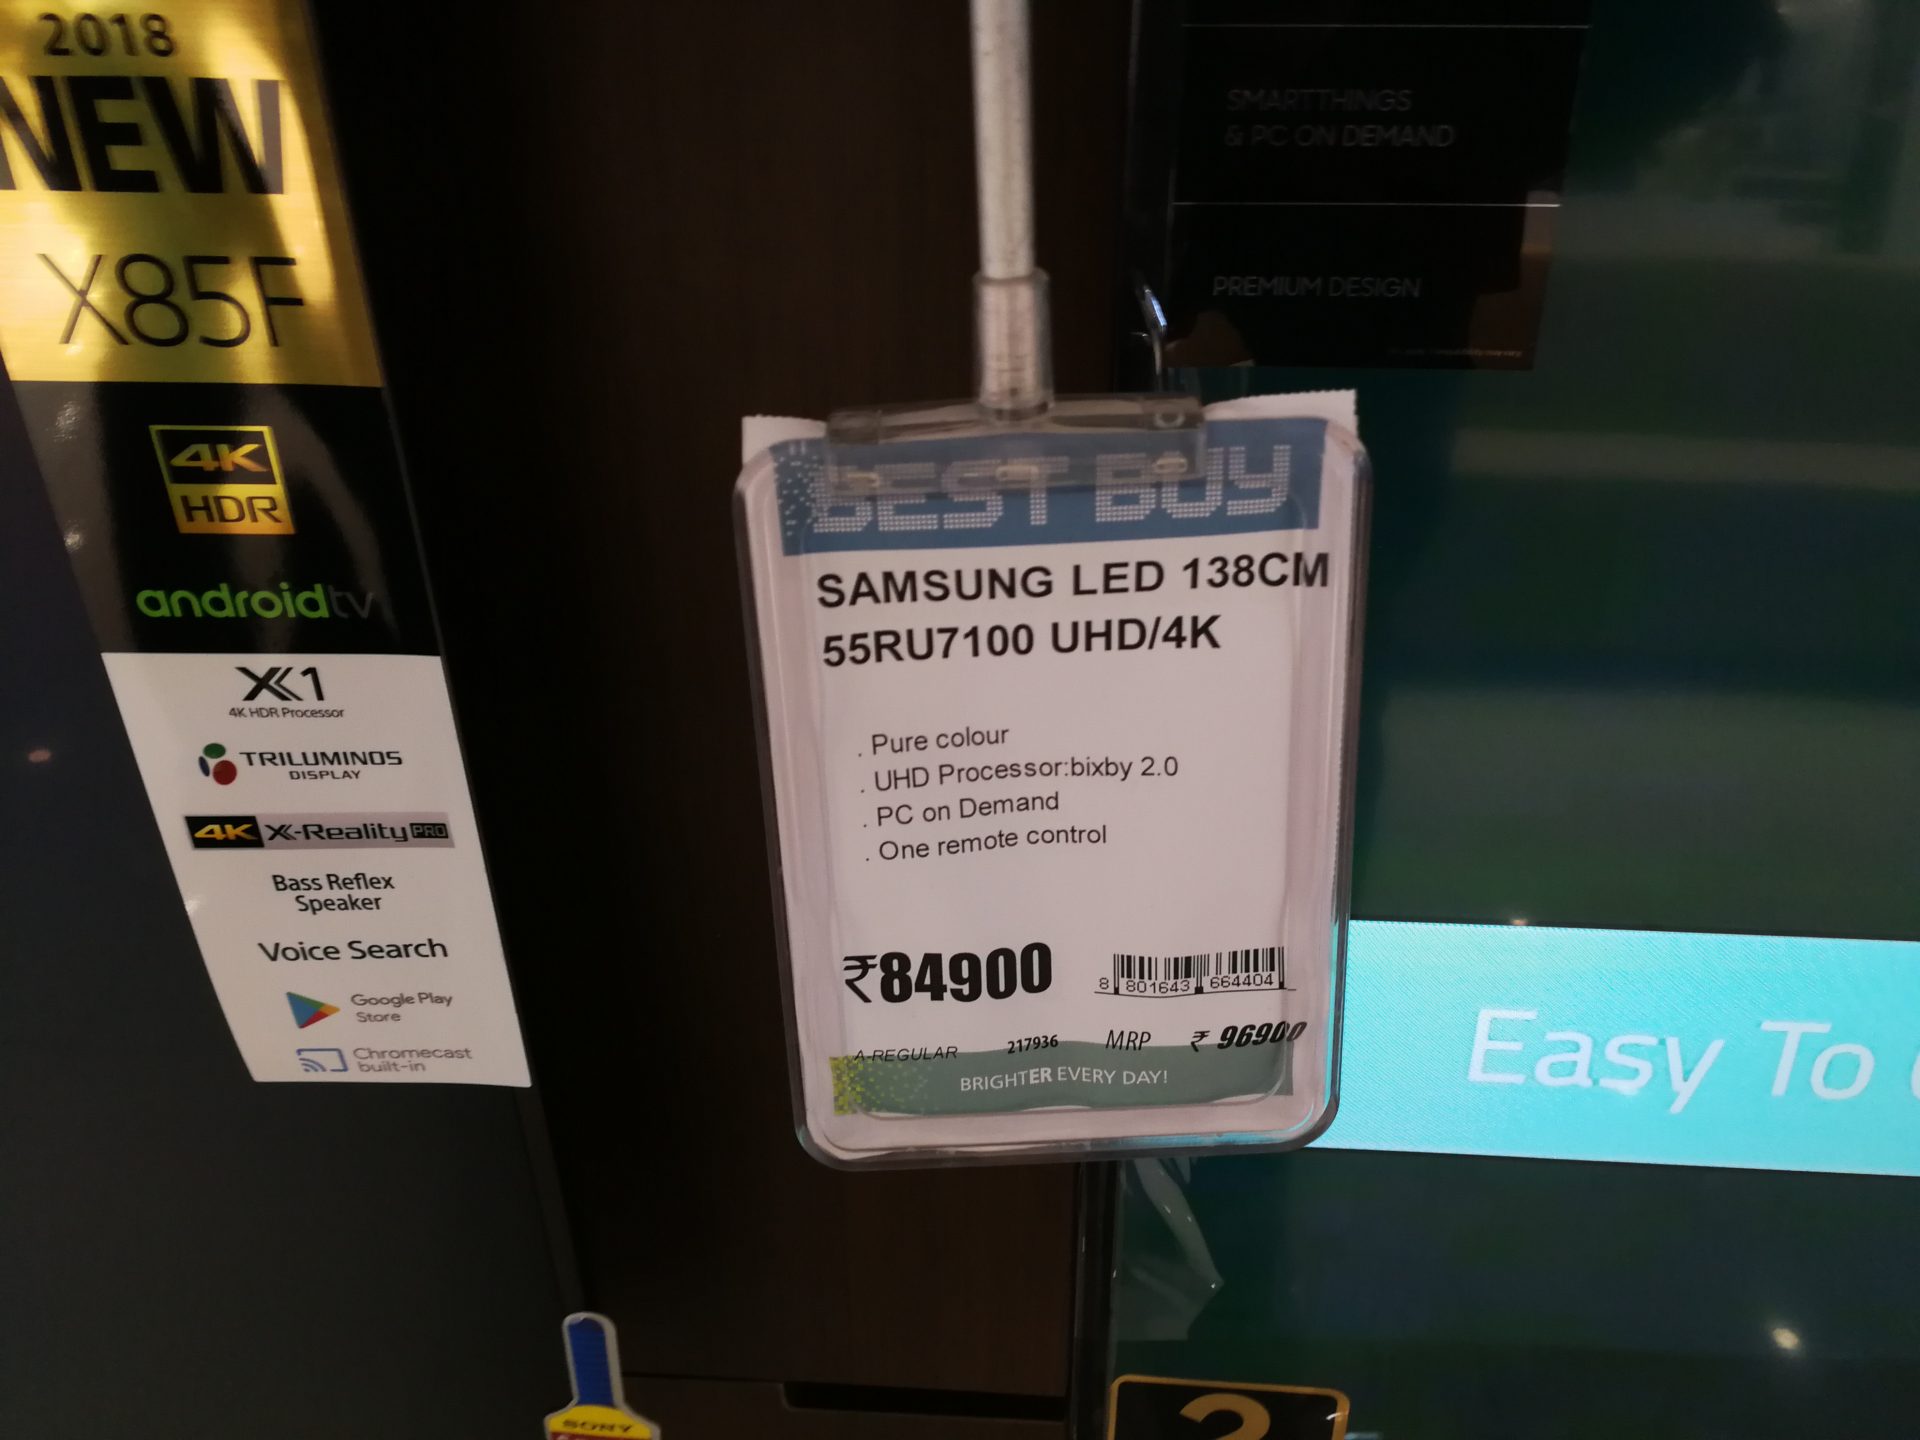 2018
NEW
X85F
4K
HDR
androidtv
X1
4K HDR Processor
TRILUMINOS
DISPLAY
4K X-Reality PRO
Bass Reflex
Speaker
Voice Search
Google Play
Store
Chromecast
built-in
SONY
SMARTTHINGS
& PC ON DEMAND
PREMIUM DESIGN
BEST BUY
SAMSUNG LED 138CM
55RU7100 UHD/4K
. Pure colour
. UHD Processor:bixby 2.0
. PC on Demand
. One remote control
₹84900
8 801643 664404
A-REGULAR 217936 MRP ₹ 96900
BRIGHTER EVERY DAY!
Easy To
2